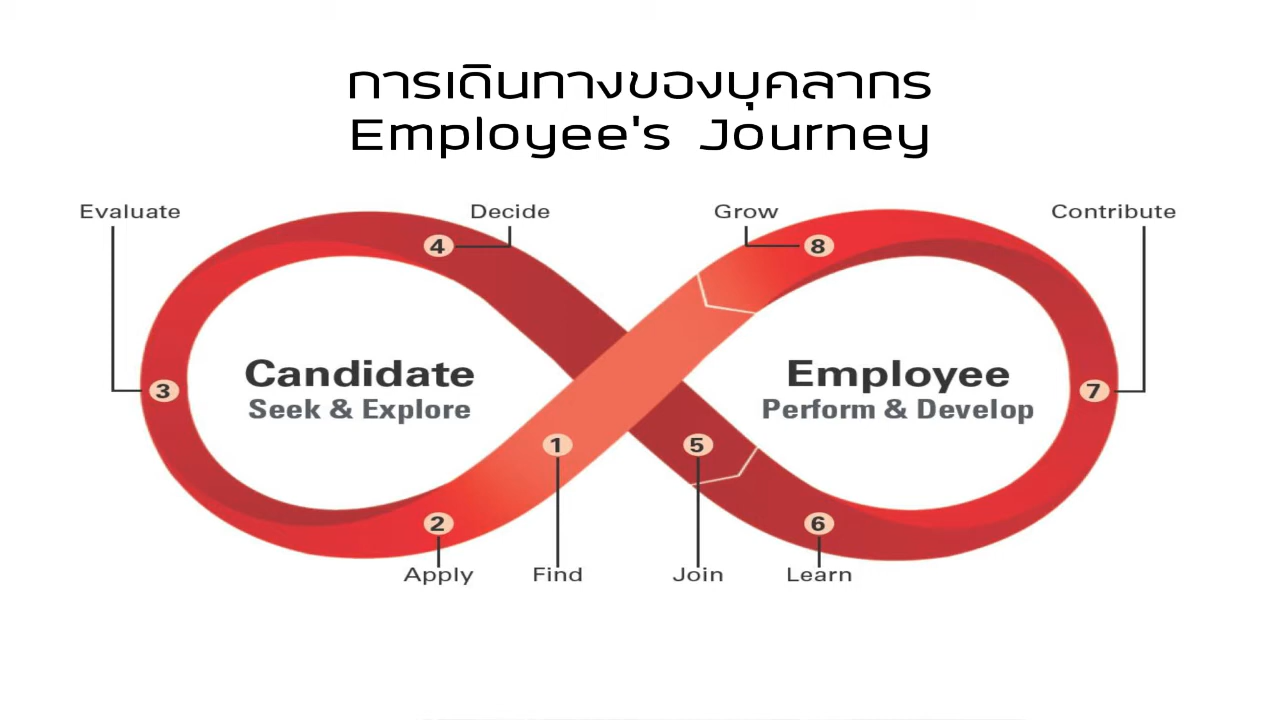 การเดินทางของบุคลากร
Employee's Journey
Evaluate
Decide
Grow
Contribute
4
8
Candidate
Seek & Explore
Employee
Perform & Develop
3
7
1
5
2
6
Apply
Find
Join
Learn